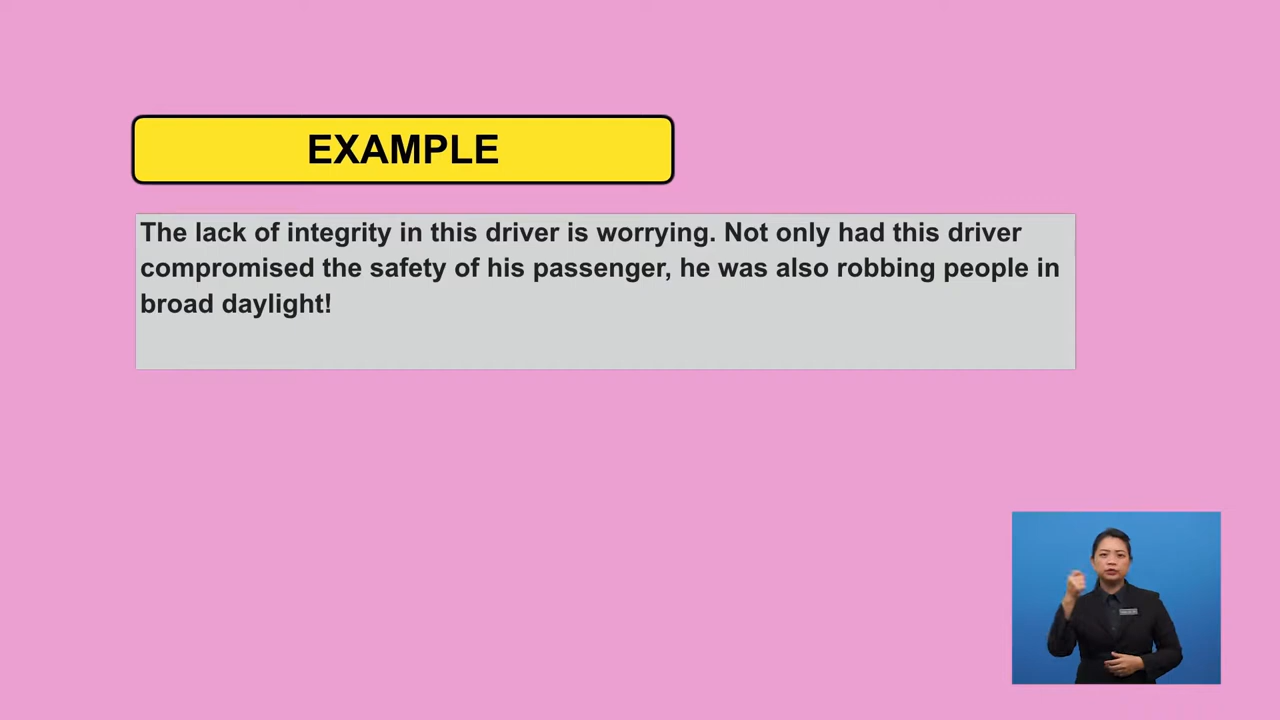 EXAMPLE
The lack of integrity in this driver is worrying. Not only had this driver
compromised the safety of his passenger, he was also robbing people in
broad daylight!